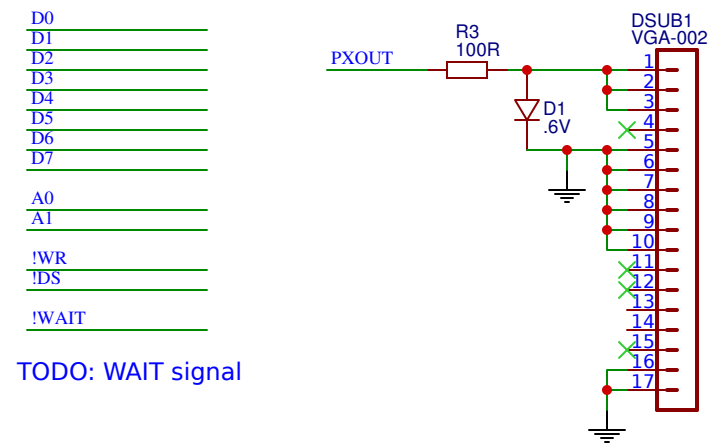 D0
D1
D2
D3
D4
D5
D6
D7
A0
A1
!WR
!DS
!WAIT
TODO: WAIT signal
PXOUT
R3
100R
D1
.6V
DSUB1
VGA-002
1
2
3
4
5
6
7
8
9
10
11
12
13
14
15
16
17